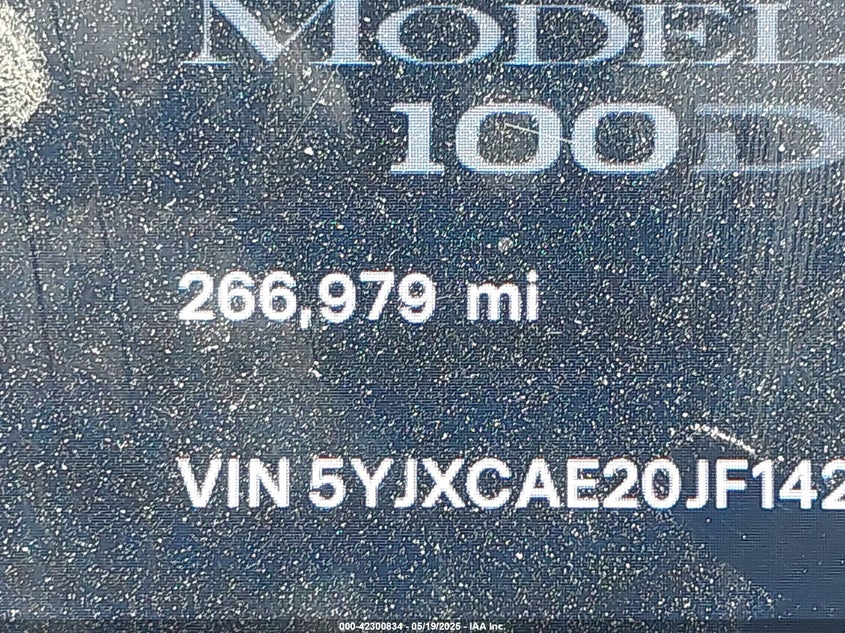 MODEL
100D
266,979 mi
VIN 5YJXCAE20JF142
000-42300834 - 05/19/2025 - IAA Inc.